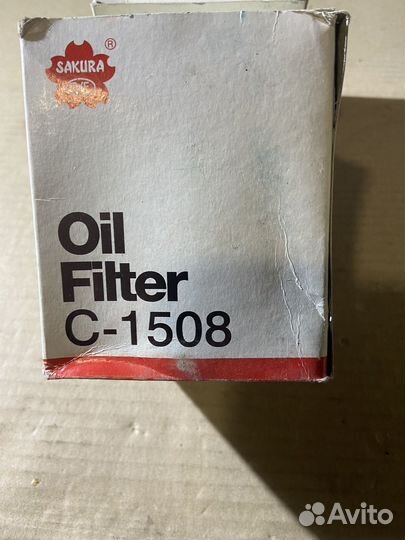 SAKURA
®
Oil
Filter
C-1508
Avito